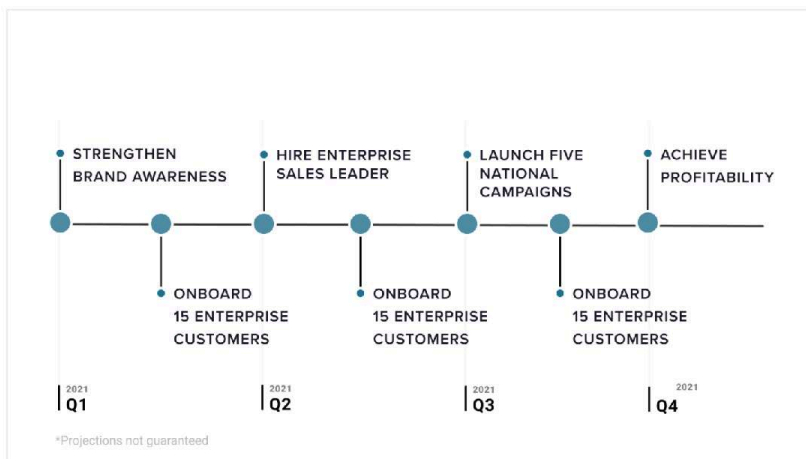 STRENGTHEN
BRAND AWARENESS
HIRE ENTERPRISE
SALES LEADER
LAUNCH FIVE
NATIONAL
CAMPAIGNS
ACHIEVE
PROFITABILITY
ONBOARD
15 ENTERPRISE
CUSTOMERS
ONBOARD
15 ENTERPRISE
CUSTOMERS
ONBOARD
15 ENTERPRISE
CUSTOMERS
2021
Q1
2021
Q2
2021
Q3
2021
Q4
*Projections not guaranteed